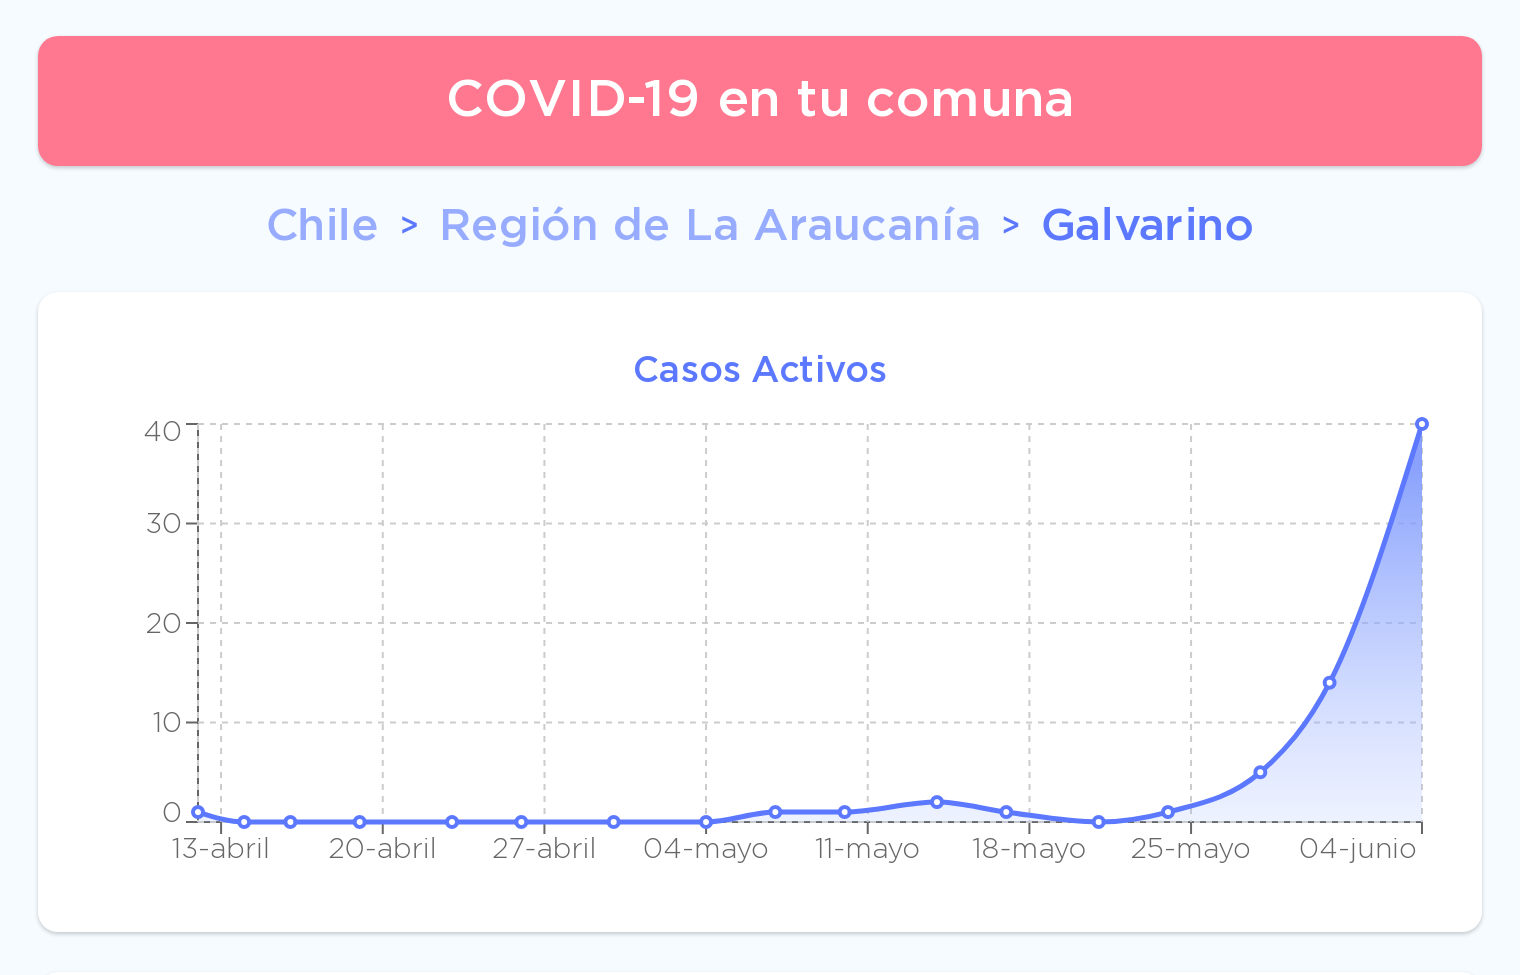 COVID-19 en tu comuna
Chile > Región de La Araucanía > Galvarino
Casos Activos
40
30
20
10
0
13-abril 20-abril 27-abril 04-mayo 11-mayo 18-mayo 25-mayo 04-junio